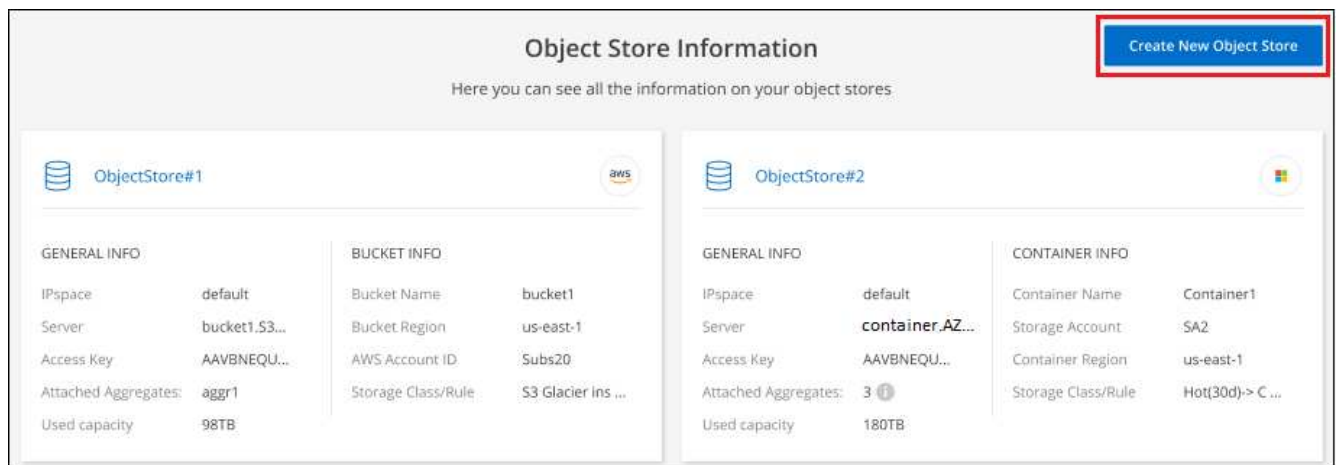 Object Store Information
Create New Object Store
Here you can see all the information on your object stores
ObjectStore#1
aws
GENERAL INFO
IPspace default
Server bucket1.S3...
Access Key AAVBNEQU...
Attached Aggregates: aggr1
Used capacity 98TB
BUCKET INFO
Bucket Name bucket1
Bucket Region us-east-1
AWS Account ID Subs20
Storage Class/Rule S3 Glacier ins ...
ObjectStore#2
GENERAL INFO
IPspace default
Server container.AZ...
Access Key AAVBNEQU...
Attached Aggregates: 3 i
Used capacity 180TB
CONTAINER INFO
Container Name Container1
Storage Account SA2
Container Region us-east-1
Storage Class/Rule Hot(30d)-> C ...